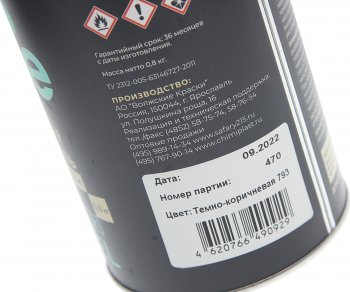 Гарантийный срок: 36 месяцев
с даты изготовления.
Масса нетто 0,8 кг.
ТУ 2312-005-63146727-2011
ПРОИЗВОДСТВО:
АО "Волжские Краски"
Россия, 150044, г. Ярославль
ул. Полушкина роща, 16
Реализация и техническая поддержка
тел./факс (4852) 58-75-74, 58-76-54
Оптовые продажи
(495) 989-14-34 www.safary215.ru
(495) 767-90-14 www.chimiplast.ru
Дата: 09.2022
Номер партии: 470
Цвет: Темно-коричневая 793
4 620766 490929